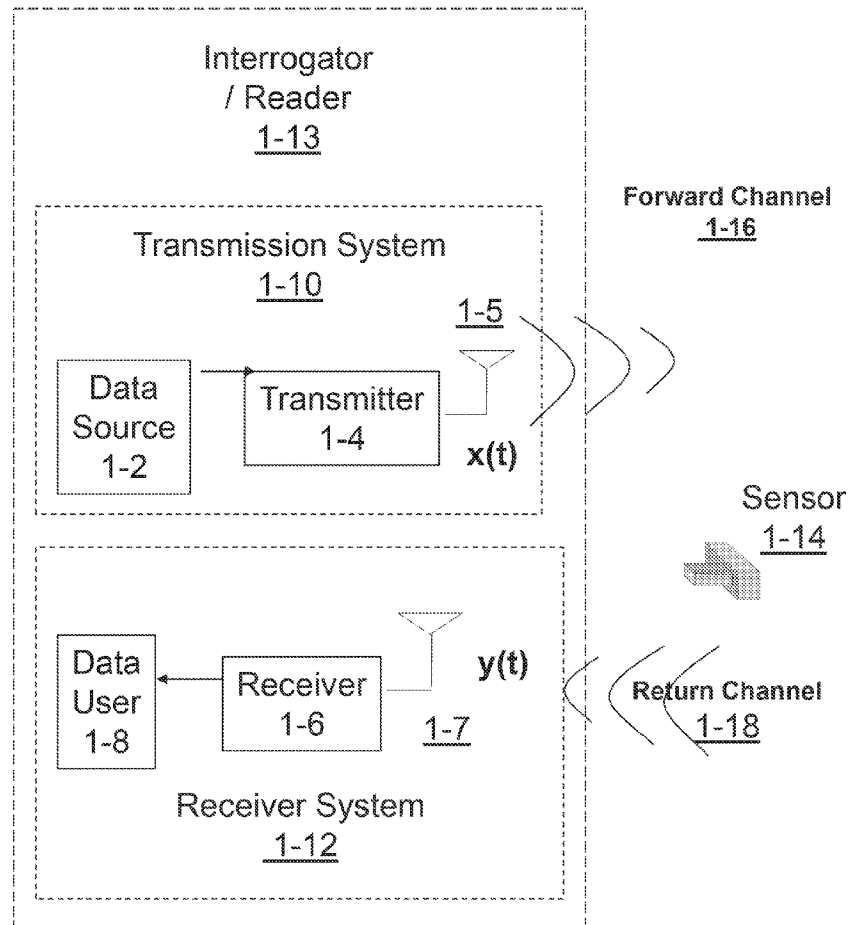 Interrogator
/ Reader
1-13
Forward Channel
1-16
Transmission System
1-10
1-5
Data
Source
1-2
Transmitter
1-4
x(t)
Sensor
1-14
Data
User
1-8
Receiver
1-6
y(t)
1-7
Return Channel
1-18
Receiver System
1-12